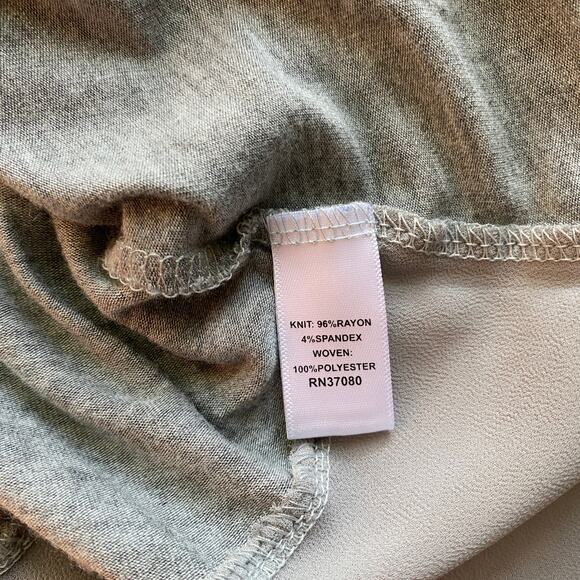 KNIT: 96%RAYON
4%SPANDEX
WOVEN:
100%POLYESTER
RN37080